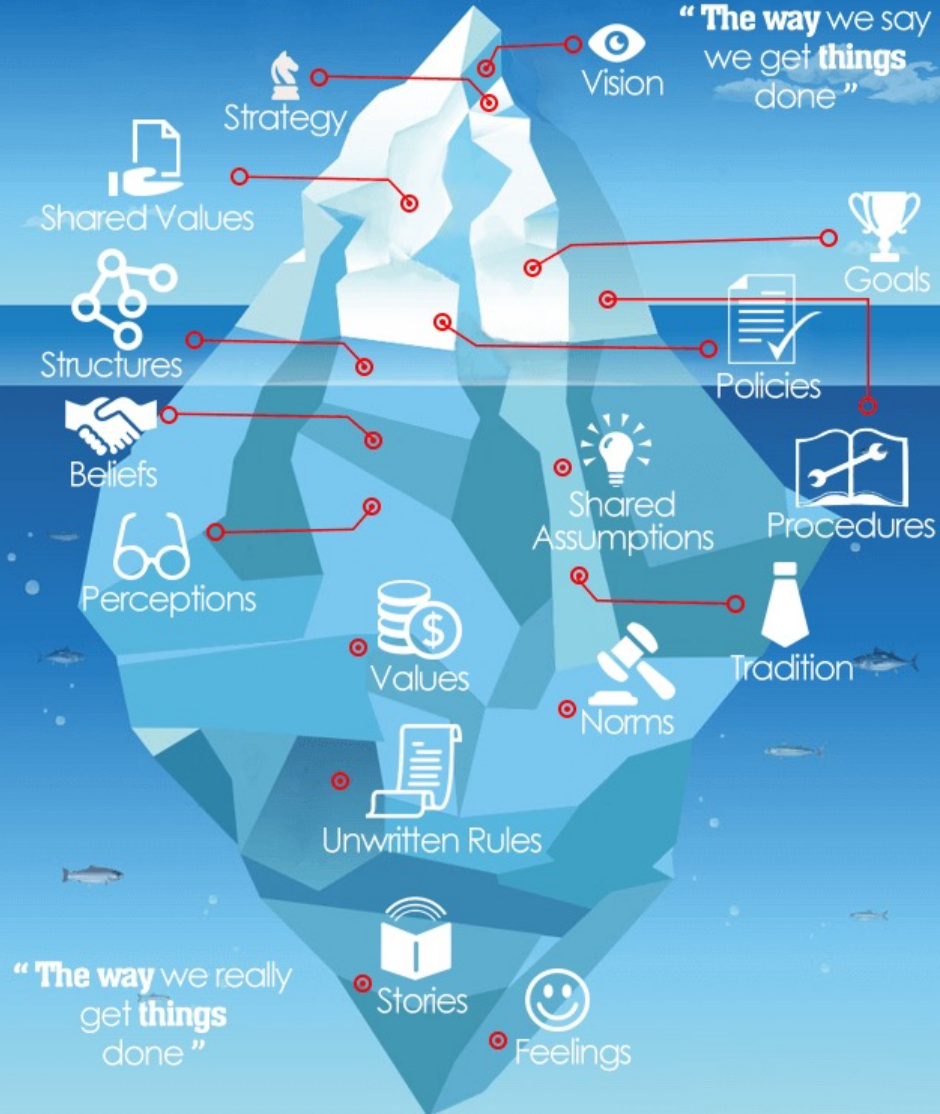 “ The way we say
we get things
done ”
Vision
Strategy
Shared Values
Goals
Structures
Policies
Beliefs
Shared
Assumptions
Procedures
Perceptions
Tradition
$
Values
Norms
Unwritten Rules
“ The way we really
get things
done ”
Stories
Feelings